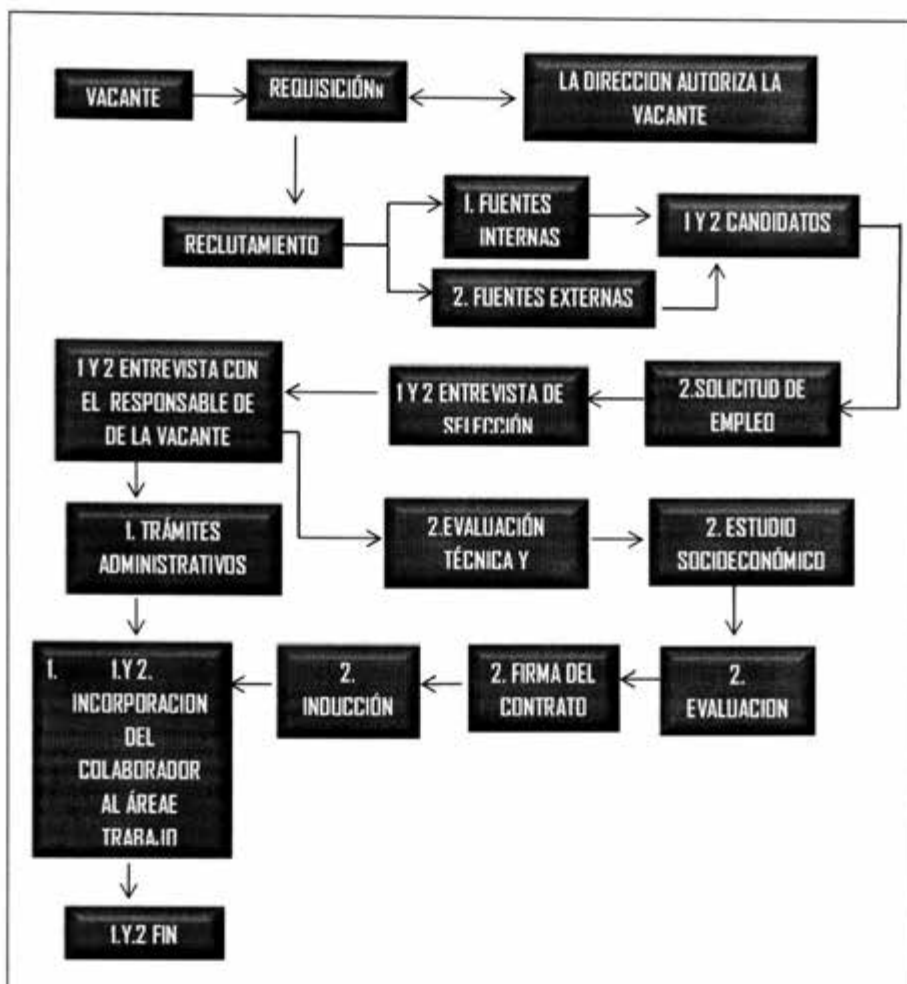 VACANTE
REQUISICIÓNN
LA DIRECCION AUTORIZA LA
VACANTE
RECLUTAMIENTO
1. FUENTES
INTERNAS
1 Y 2 CANDIDATOS
2. FUENTES EXTERNAS
1 Y 2 ENTREVISTA CON
EL RESPONSABLE DE
DE LA VACANTE
1 Y 2 ENTREVISTA DE
SELECCIÓN
2.SOLICITUD DE
EMPLEO
1. TRÁMITES
ADMINISTRATIVOS
2.EVALUACIÓN
TÉCNICA Y
2. ESTUDIO
SOCIOECONÓMICO
1. 1.Y 2.
INCORPORACION
DEL
COLABORADOR
AL ÁREAE
TRABAJO
2.
INDUCCIÓN
2. FIRMA DEL
CONTRATO
2.
EVALUACION
1.Y.2 FIN